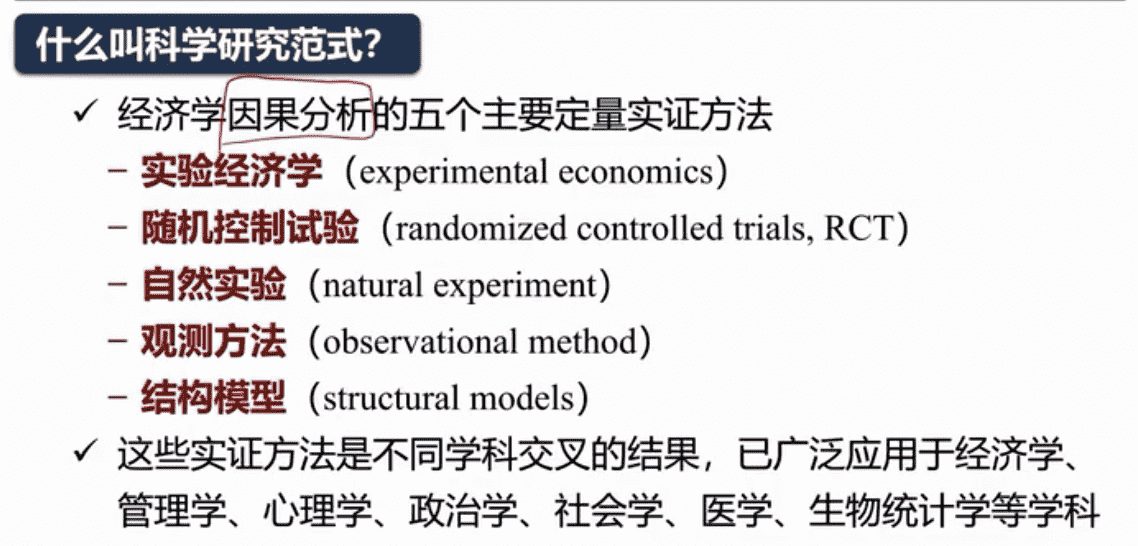 什么叫科学研究范式？
✓ 经济学因果分析的五个主要定量实证方法
– 实验经济学（experimental economics）
– 随机控制试验（randomized controlled trials, RCT）
– 自然实验（natural experiment）
– 观测方法（observational method）
– 结构模型（structural models）
✓ 这些实证方法是不同学科交叉的结果，已广泛应用于经济学、
管理学、心理学、政治学、社会学、医学、生物统计学等学科